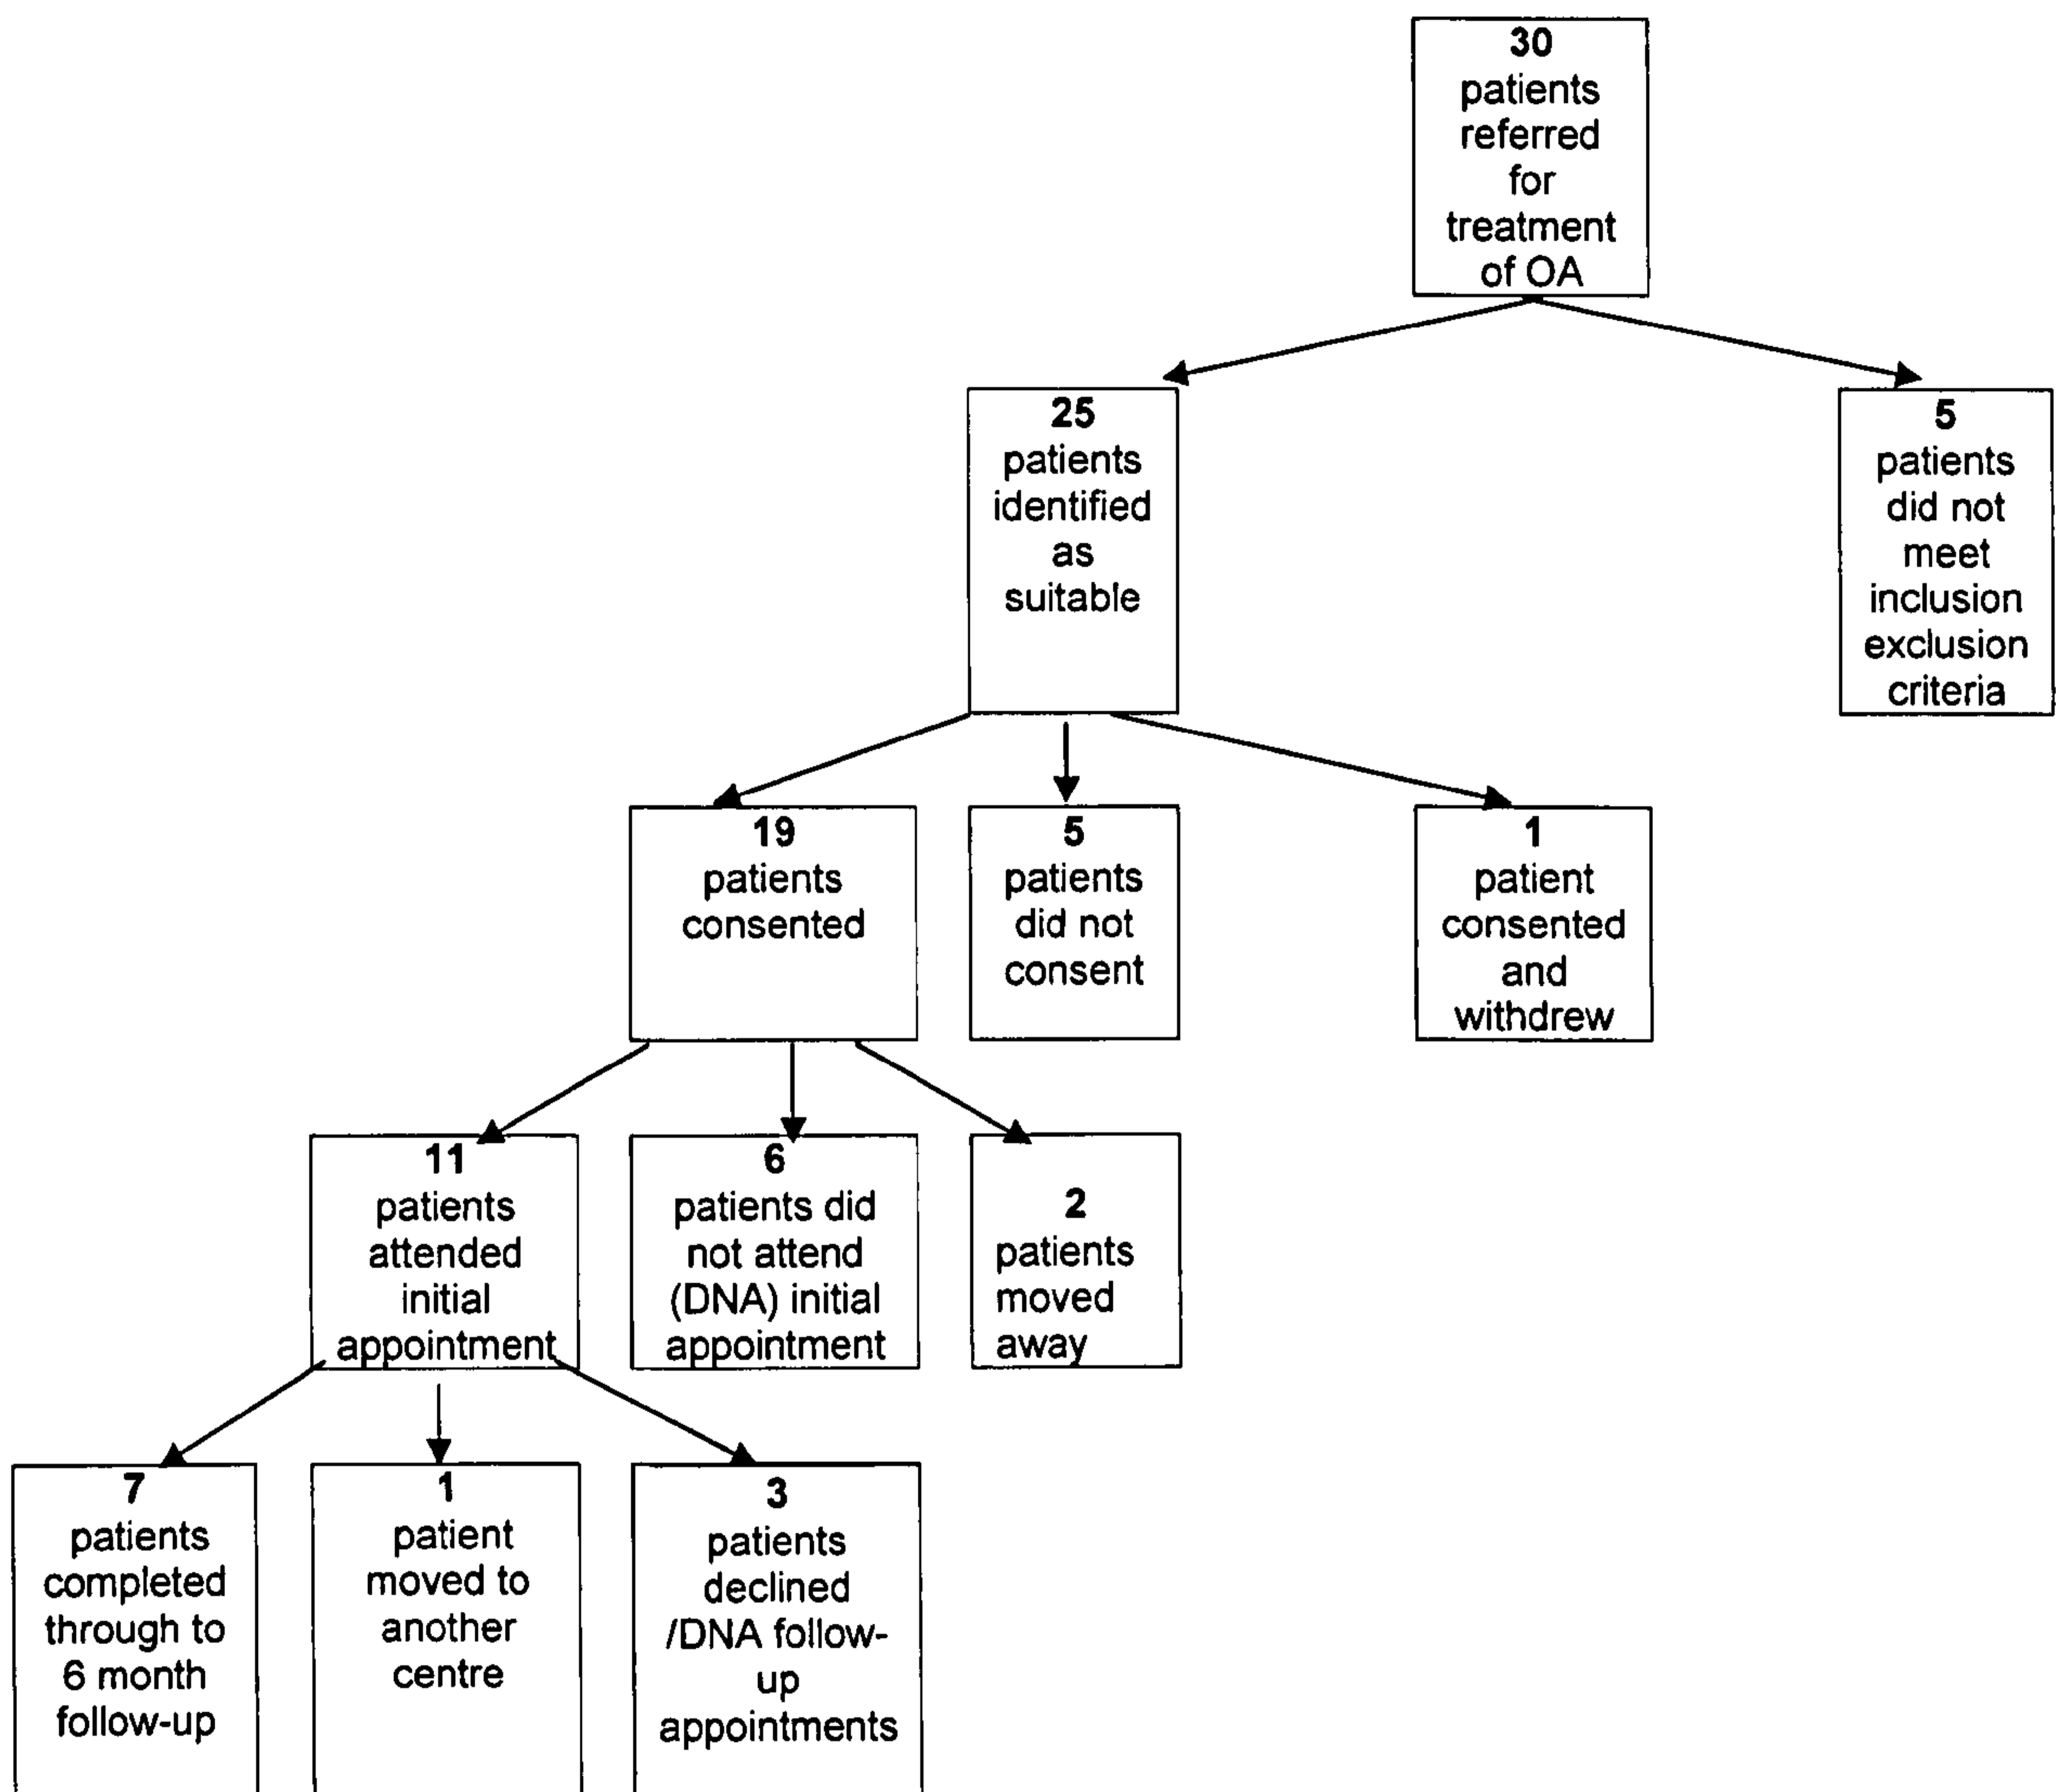 30
patients
referred
for
treatment
of OA
25
patients
identified
as
suitable
5
patients
did not
meet
inclusion
exclusion
criteria
19
patients
consented
5
patients
did not
consent
1
patient
consented
and
withdrew
11
patients
attended
initial
appointment
6
patients did
not attend
(DNA) initial
appointment
2
patients
moved
away
7
patients
completed
through to
6 month
follow-up
1
patient
moved to
another
centre
3
patients
declined
/DNA follow-
up
appointments